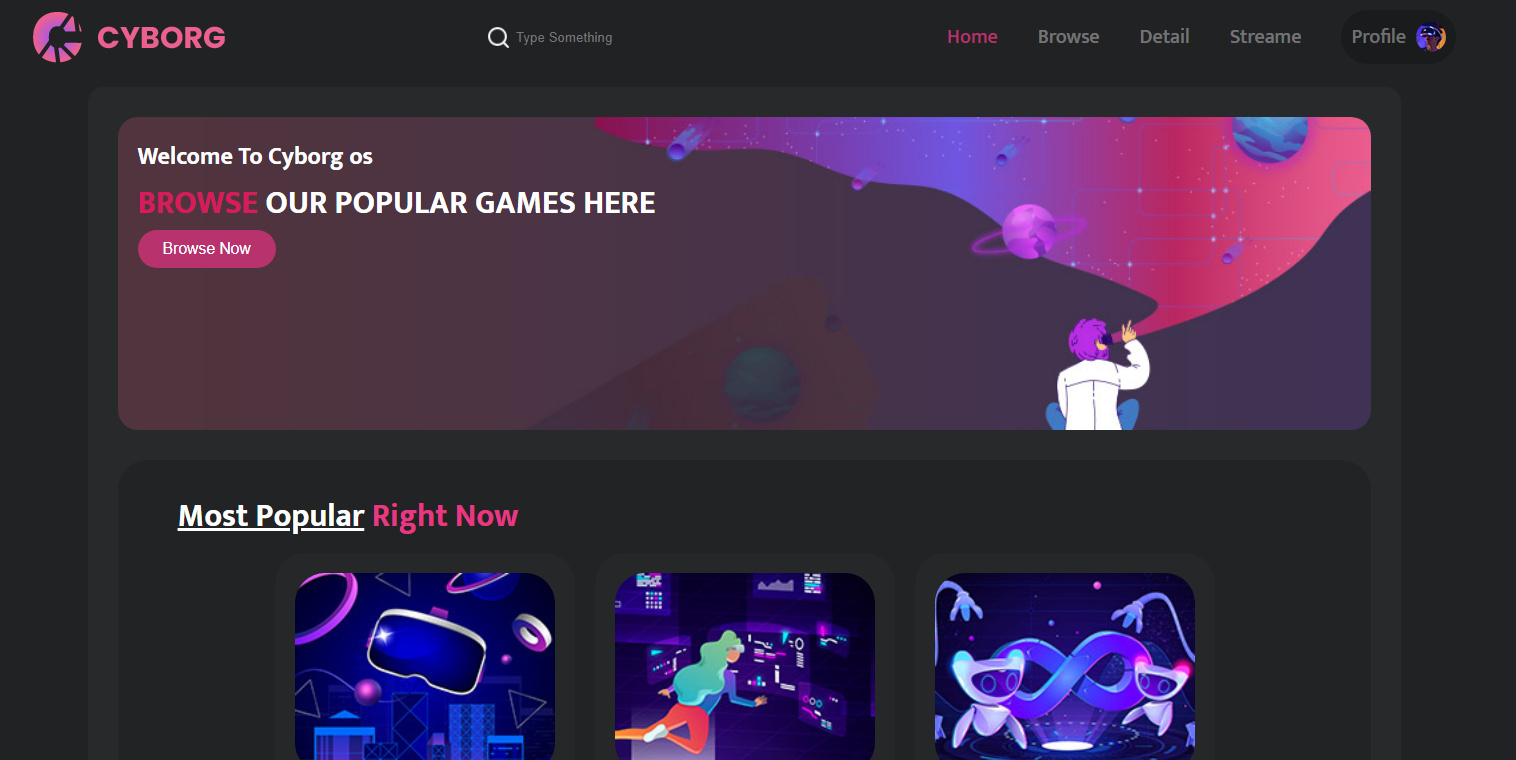 CYBORG
Type Something
Home
Browse
Detail
Streame
Profile
Welcome To Cyborg os
BROWSE OUR POPULAR GAMES HERE
Browse Now
Most Popular Right Now